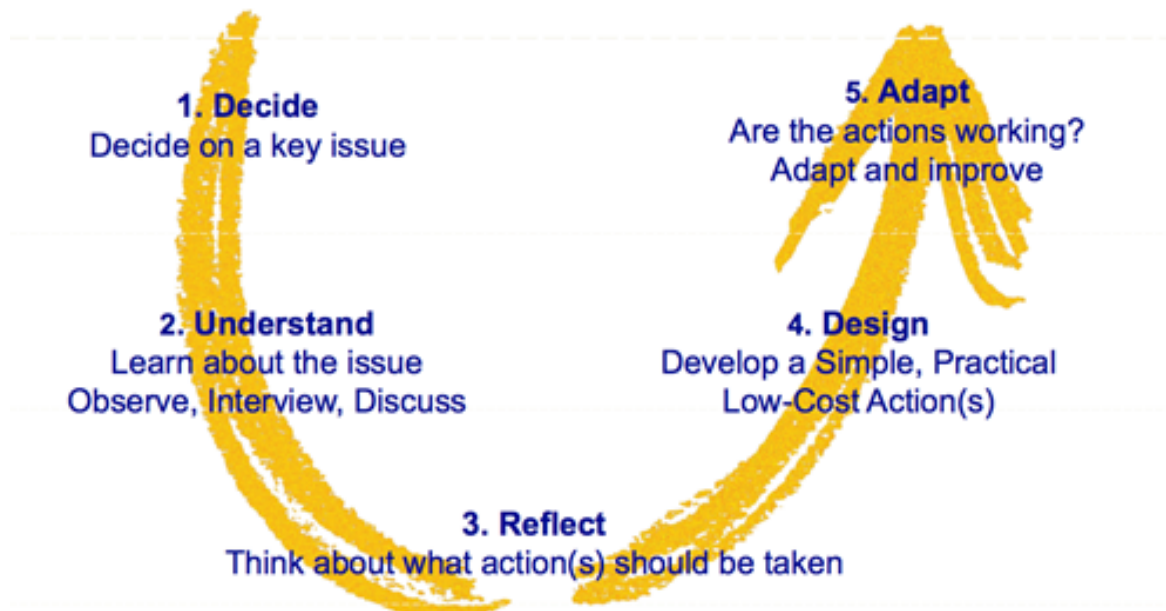 1. Decide
Decide on a key issue
2. Understand
Learn about the issue
Observe, Interview, Discuss
3. Reflect
Think about what action(s) should be taken
4. Design
Develop a Simple, Practical
Low-Cost Action(s)
5. Adapt
Are the actions working?
Adapt and improve